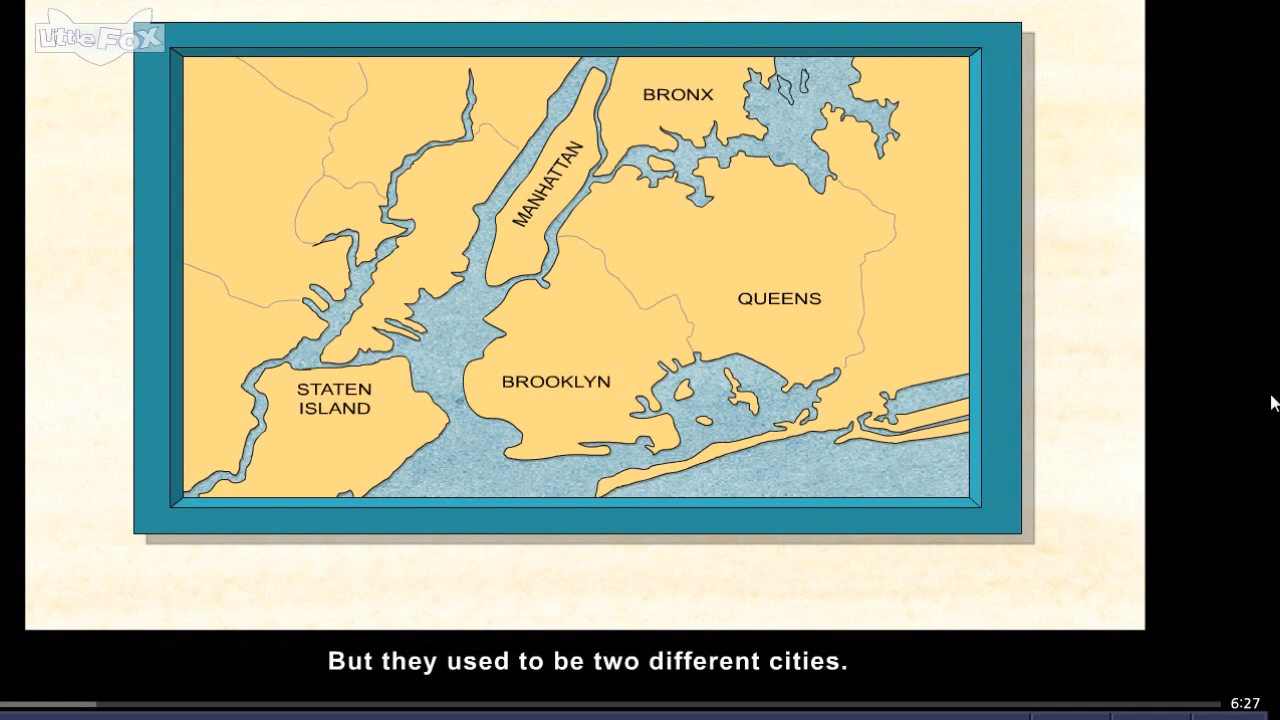 Little Fox
BRONX
MANHATTAN
QUEENS
BROOKLYN
STATEN
ISLAND
But they used to be two different cities.
6:27